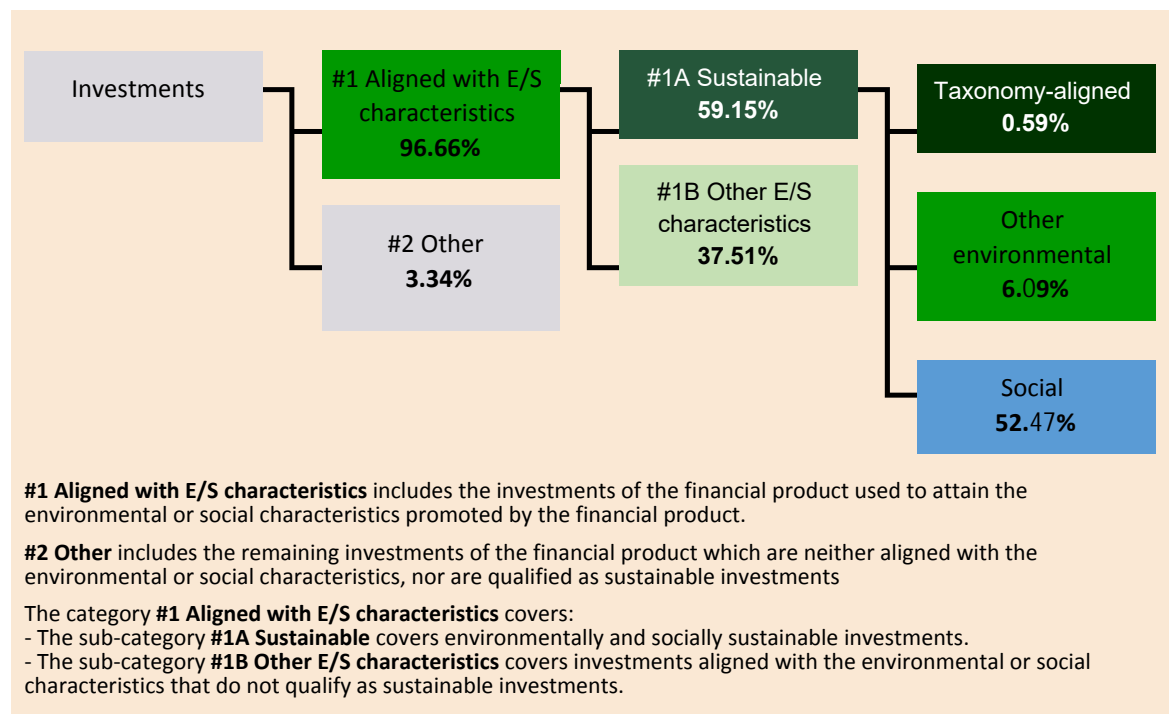 Investments
#1 Aligned with E/S
characteristics
96.66%
#2 Other
3.34%
#1A Sustainable
59.15%
#1B Other E/S
characteristics
37.51%
Taxonomy-aligned
0.59%
Other
environmental
6.09%
Social
52.47%
#1 Aligned with E/S characteristics includes the investments of the financial product used to attain the
environmental or social characteristics promoted by the financial product.
#2 Other includes the remaining investments of the financial product which are neither aligned with the
environmental or social characteristics, nor are qualified as sustainable investments
The category #1 Aligned with E/S characteristics covers:
- The sub-category #1A Sustainable covers environmentally and socially sustainable investments.
- The sub-category #1B Other E/S characteristics covers investments aligned with the environmental or social
characteristics that do not qualify as sustainable investments.